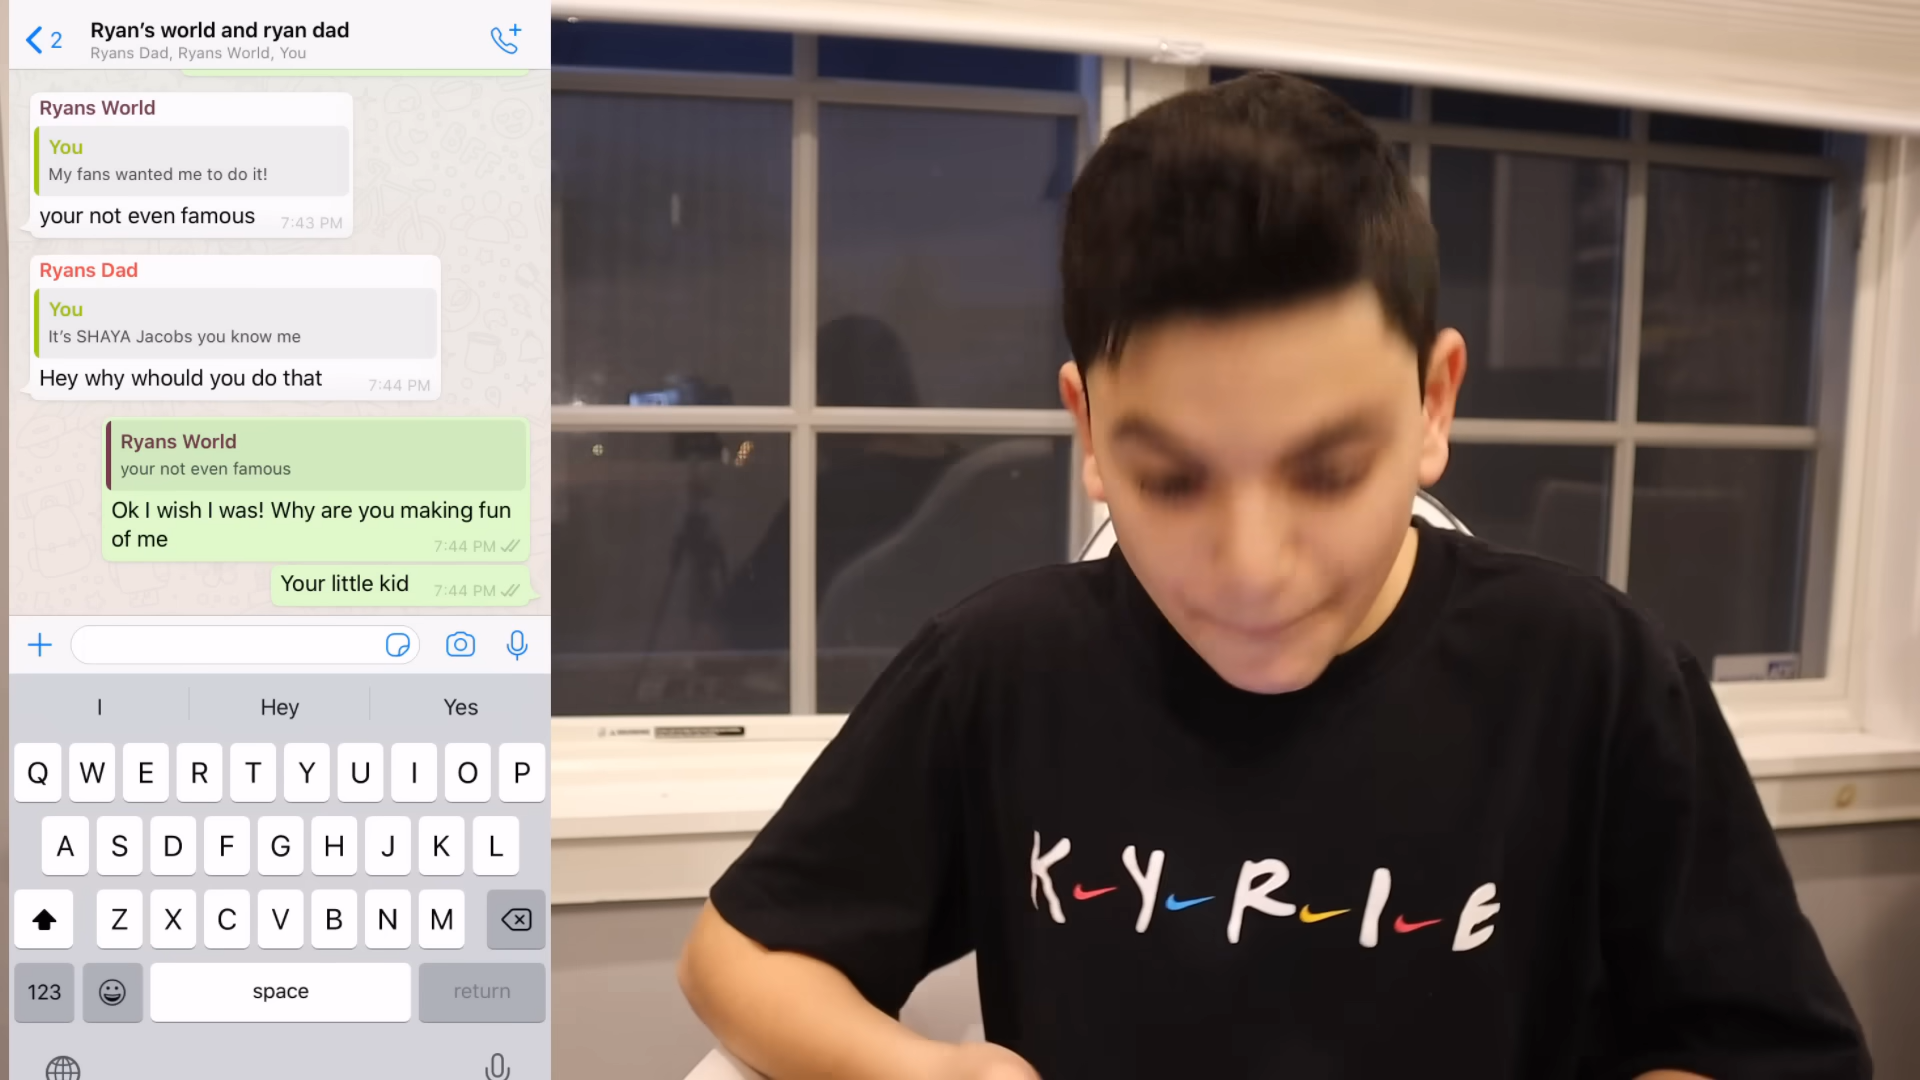 2
Ryan’s world and ryan dad
Ryans Dad, Ryans World, You
Ryans World
You
My fans wanted me to do it!
your not even famous
7:43 PM
Ryans Dad
You
It’s SHAYA Jacobs you know me
Hey why whould you do that
7:44 PM
Ryans World
your not even famous
Ok I wish I was! Why are you making fun
of me
7:44 PM
Your little kid
7:44 PM
I Hey Yes
Q W E R T Y U I O P
A S D F G H J K L
Z X C V B N M
123 space return
K Y R I E